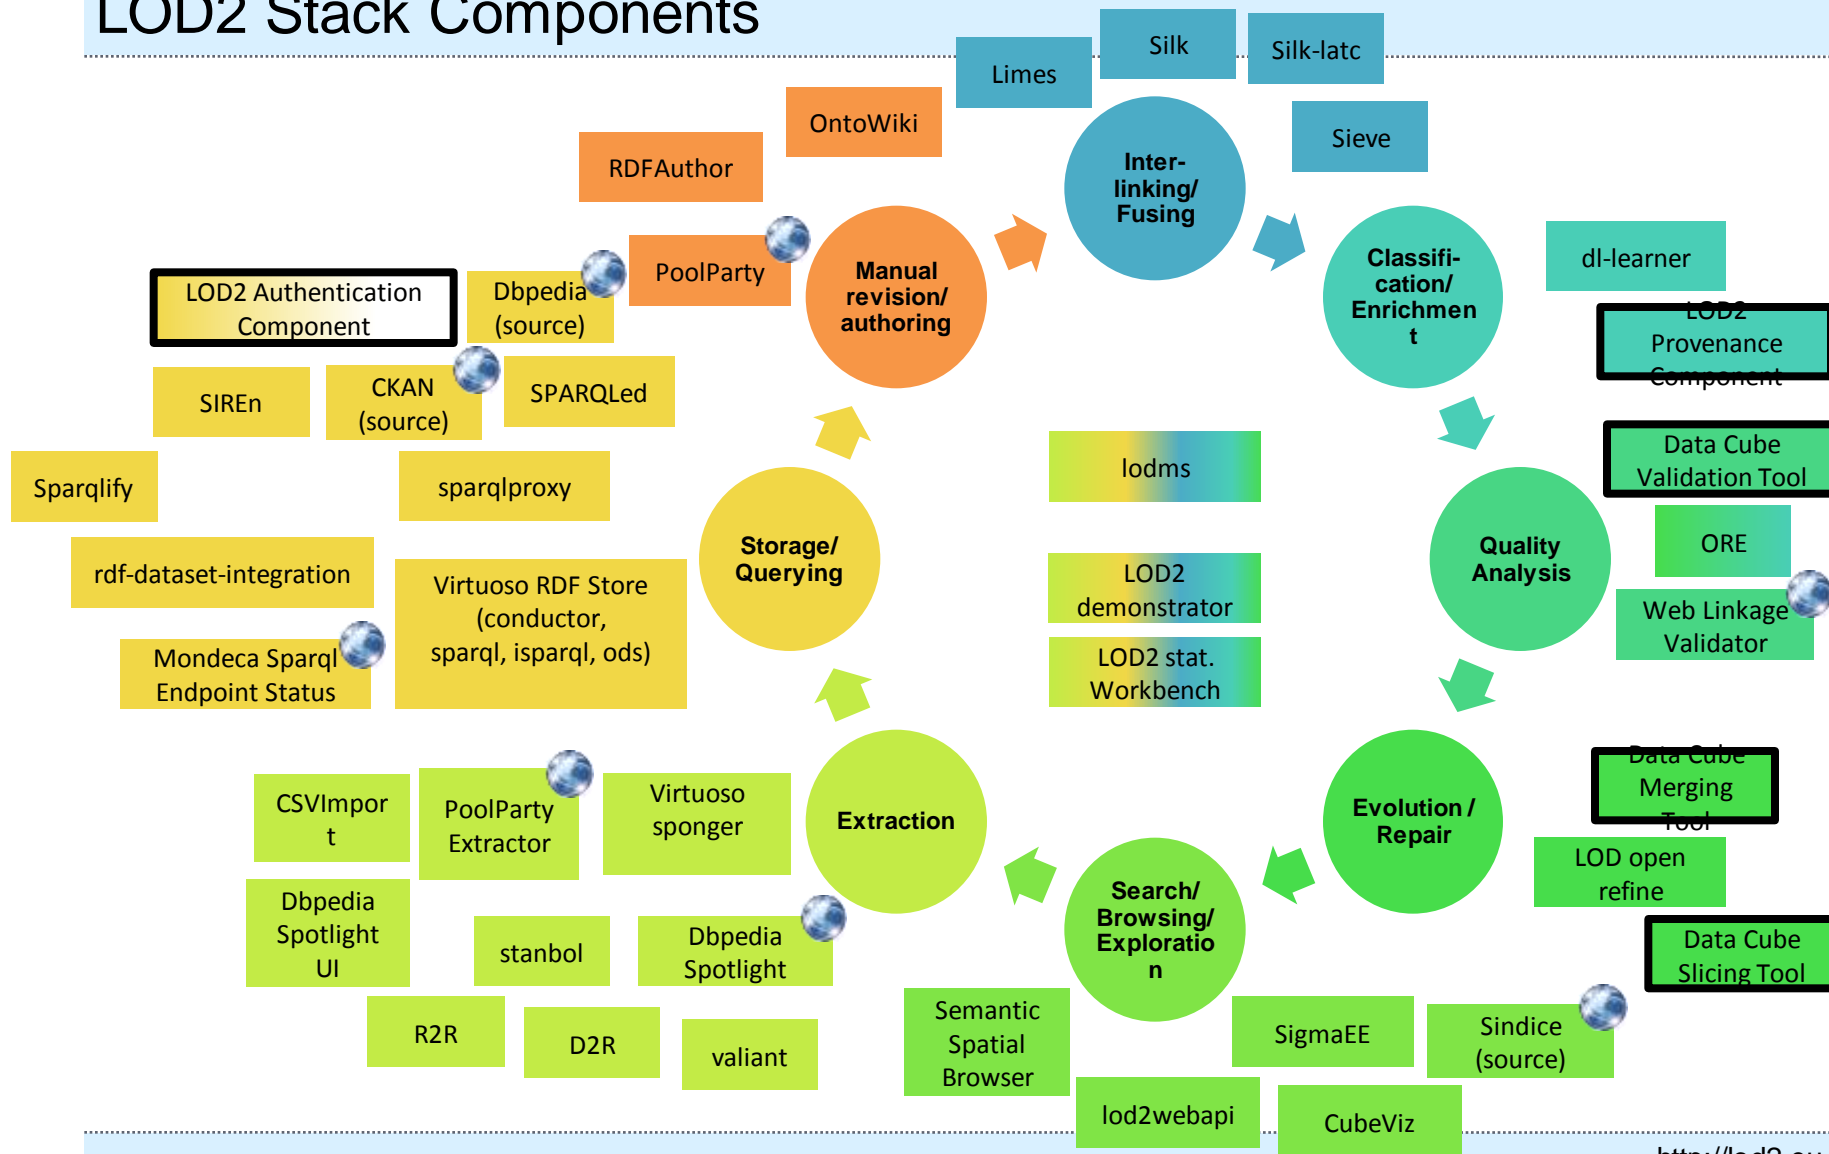 LOD2 Stack Components
Silk
Silk-latc
Limes
OntoWiki
Sieve
RDFAuthor
Inter-
linking/
Fusing
PoolParty
Manual
revision/
authoring
Classifi-
cation/
Enrichmen
t
dl-learner
LOD2 Authentication
Component
Dbpedia
(source)
LOD2
Provenance
Component
SIREn
CKAN
(source)
SPARQLed
Data Cube
Validation Tool
Sparqlify
sparqlproxy
lodms
ORE
rdf-dataset-integration
Virtuoso RDF Store
(conductor,
sparql, isparql, ods)
Storage/
Querying
LOD2
demonstrator
Quality
Analysis
Web Linkage
Validator
Mondeca Sparql
Endpoint Status
LOD2 stat.
Workbench
CSVImpor
t
PoolParty
Extractor
Virtuoso
sponger
Extraction
Evolution /
Repair
Data Cube
Merging
Tool
LOD open
refine
Dbpedia
Spotlight
UI
stanbol
Dbpedia
Spotlight
Search/
Browsing/
Exploratio
n
Data Cube
Slicing Tool
R2R
D2R
valiant
Semantic
Spatial
Browser
SigmaEE
Sindice
(source)
lod2webapi
CubeViz
http://lod2.eu